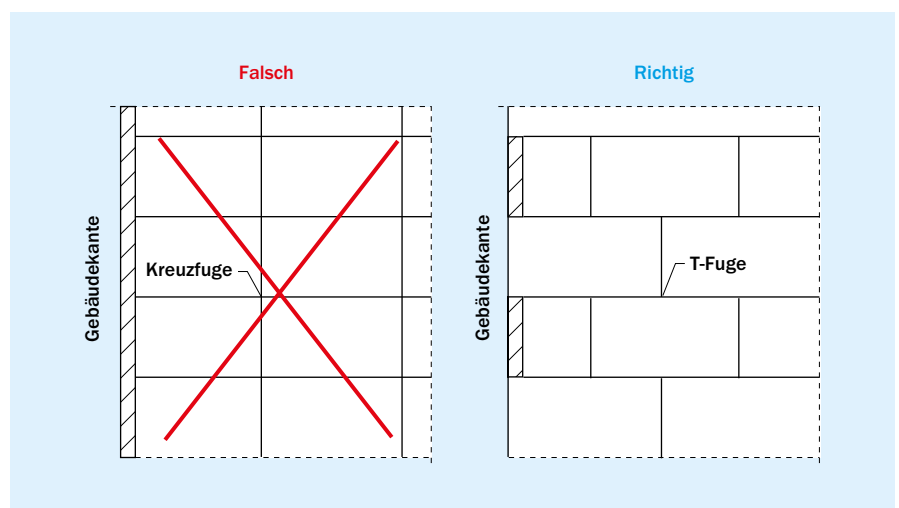 Falsch
Richtig
Gebäudekante
Kreuzfuge
Gebäudekante
T-Fuge